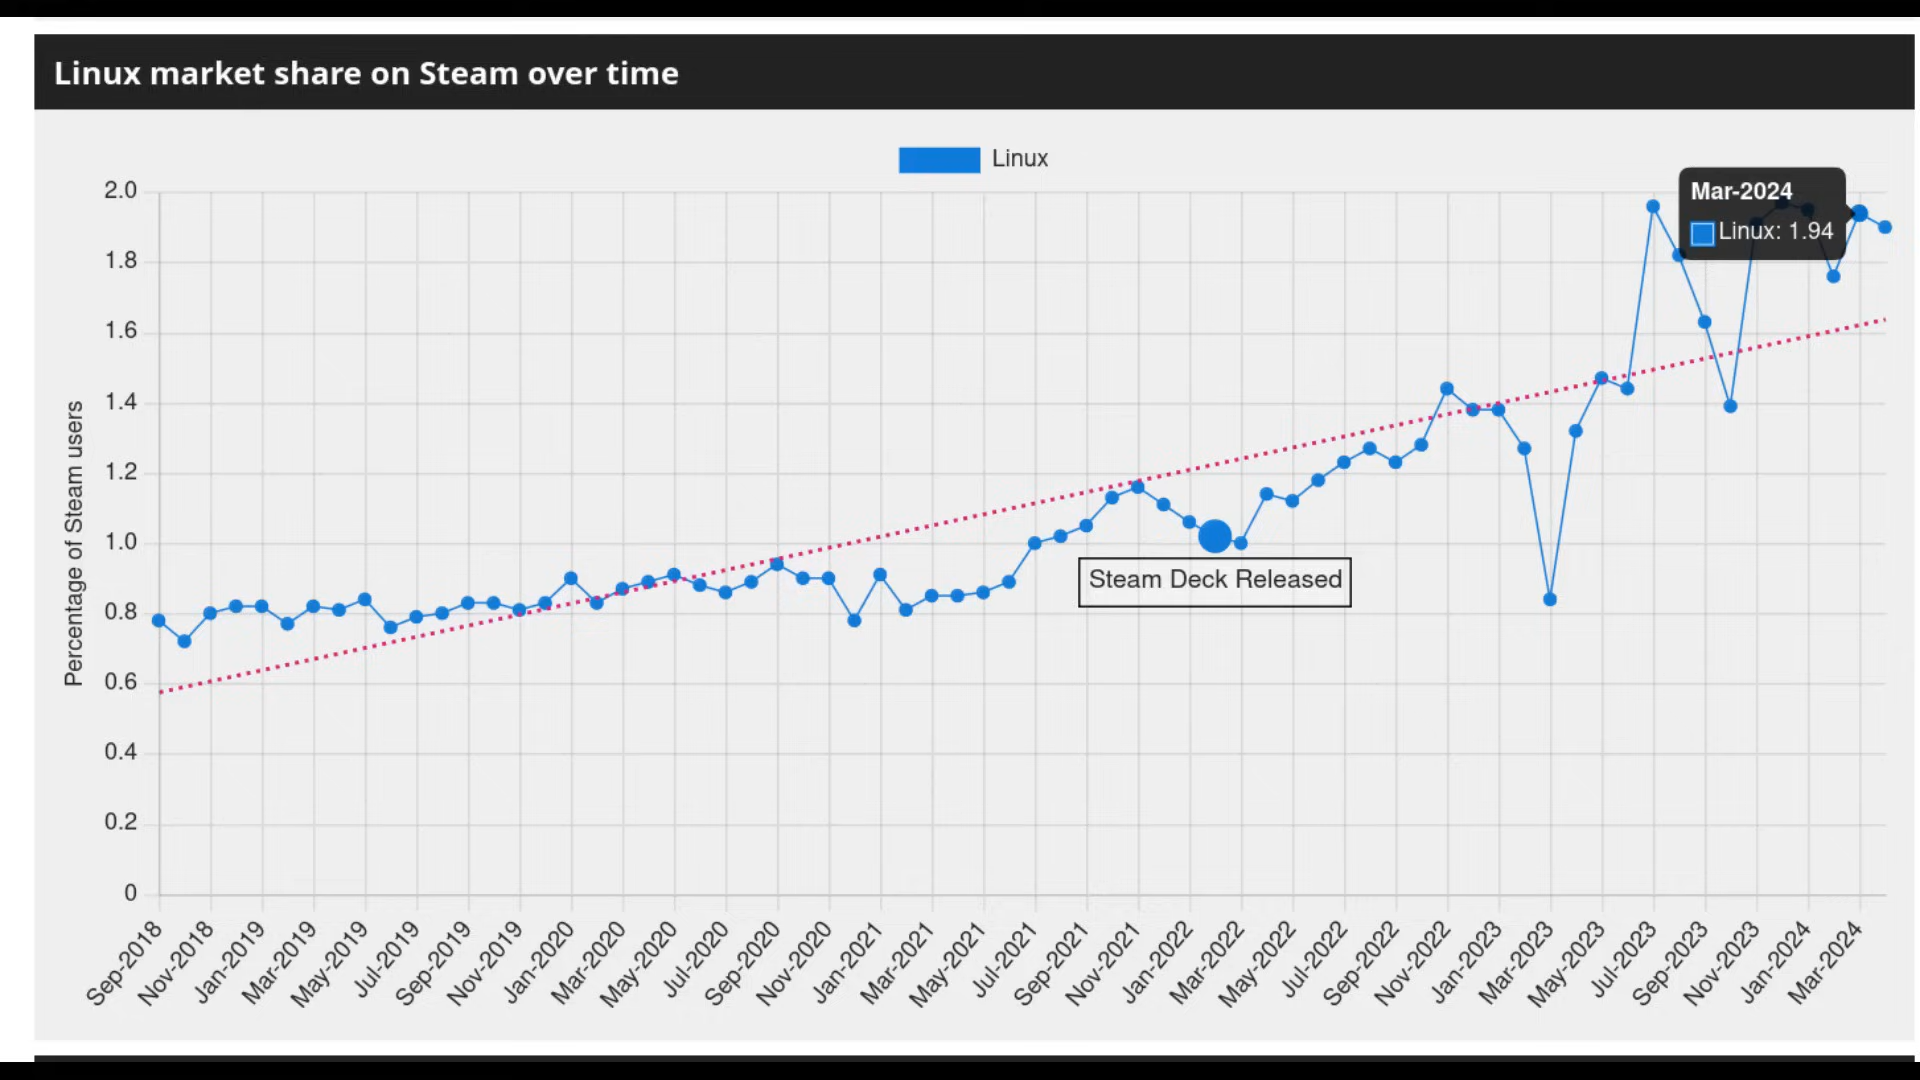 Linux market share on Steam over time
Linux
Mar-2024
Linux: 1.94
2.0
1.8
1.6
1.4
1.2
1.0
0.8
0.6
0.4
0.2
0
Percentage of Steam users
Steam Deck Released
Sep-2018
Nov-2018
Jan-2019
Mar-2019
May-2019
Jul-2019
Sep-2019
Nov-2019
Jan-2020
Mar-2020
May-2020
Jul-2020
Sep-2020
Nov-2020
Jan-2021
Mar-2021
May-2021
Jul-2021
Sep-2021
Nov-2021
Jan-2022
Mar-2022
May-2022
Jul-2022
Sep-2022
Nov-2022
Jan-2023
Mar-2023
May-2023
Jul-2023
Sep-2023
Nov-2023
Jan-2024
Mar-2024